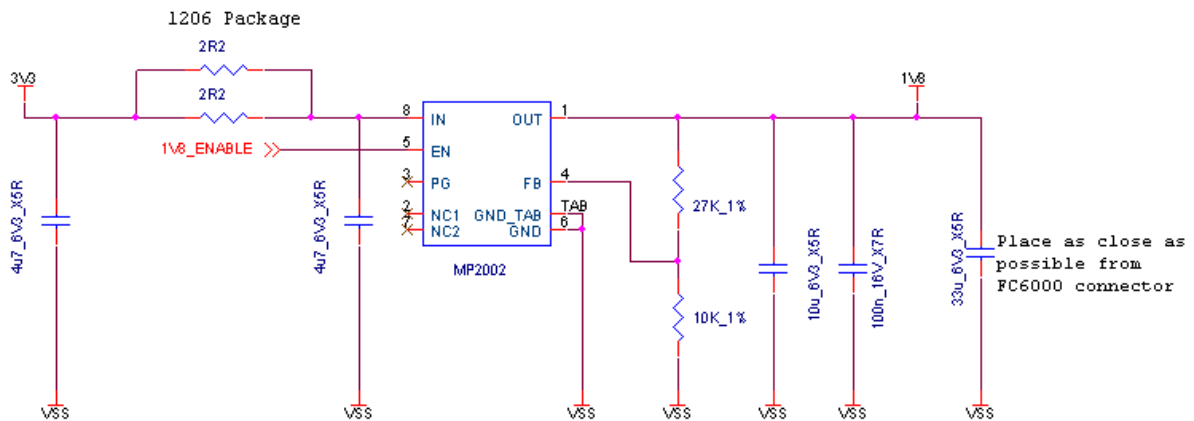 1206 Package
2R2
3V3
2R2
1V8
8
IN
OUT
1
1V8_ENABLE
5
EN
3
PG
FB
4
2
NC1
GND_TAB
TAB
7
NC2
GND
6
MP2002
4u7_6V3_X5R
4u7_6V3_X5R
27K_1%
10K_1%
10u_6V3_X5R
100n_16V_X7R
33u_6V3_X5R
Place as close as
possible from
FC6000 connector
VSS
VSS
VSS
VSS
VSS
VSS
VSS